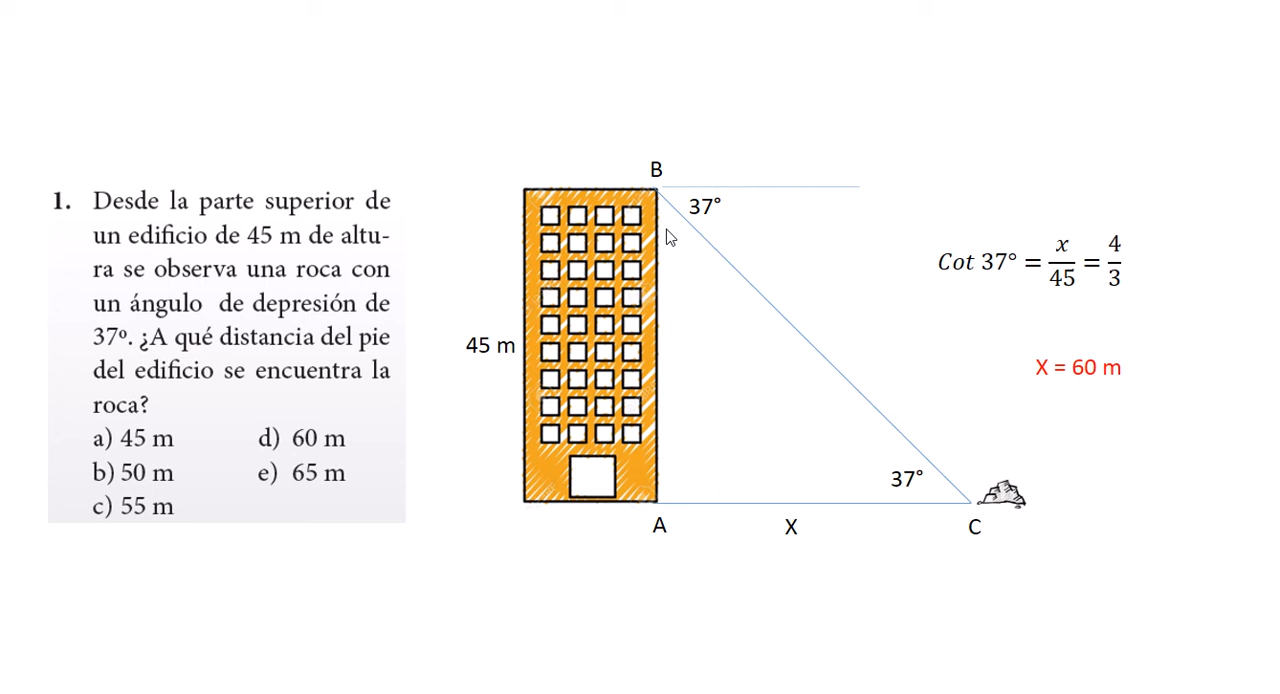 1. Desde la parte superior de
un edificio de 45 m de altu-
ra se observa una roca con
un ángulo de depresión de
37º. ¿A qué distancia del pie
del edificio se encuentra la
roca?
a) 45 m d) 60 m
b) 50 m e) 65 m
c) 55 m
B
37°
45 m
37°
A X C
Cot 37° = x/45 = 4/3
X = 60 m